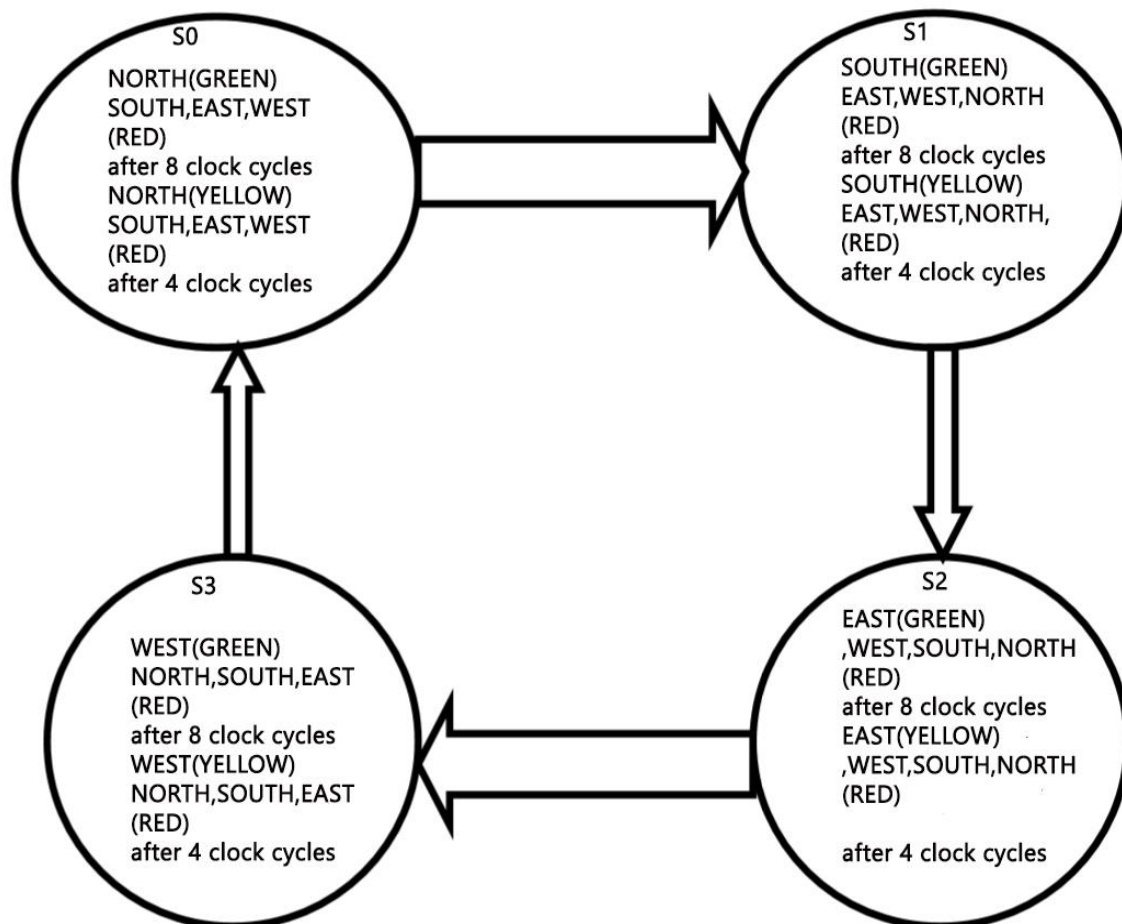 S0
NORTH(GREEN)
SOUTH,EAST,WEST
(RED)
after 8 clock cycles
NORTH(YELLOW)
SOUTH,EAST,WEST
(RED)
after 4 clock cycles
S1
SOUTH(GREEN)
EAST,WEST,NORTH
(RED)
after 8 clock cycles
SOUTH(YELLOW)
EAST,WEST,NORTH,
(RED)
after 4 clock cycles
S3
WEST(GREEN)
NORTH,SOUTH,EAST
(RED)
after 8 clock cycles
WEST(YELLOW)
NORTH,SOUTH,EAST
(RED)
after 4 clock cycles
S2
EAST(GREEN)
,WEST,SOUTH,NORTH
(RED)
after 8 clock cycles
EAST(YELLOW)
,WEST,SOUTH,NORTH
(RED)
after 4 clock cycles